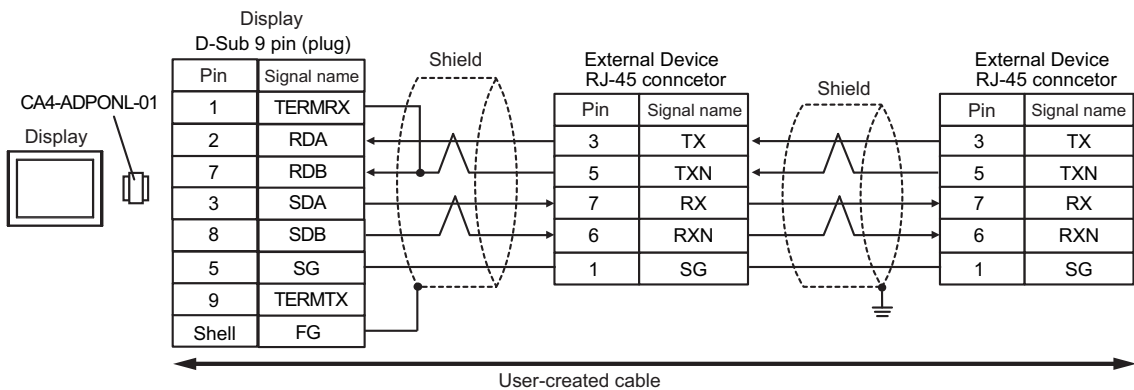 Display
D-Sub 9 pin (plug)
Shield
External Device
RJ-45 conncetor
Shield
External Device
RJ-45 conncetor
CA4-ADPONL-01
Display
Pin Signal name
1 TERMRX
2 RDA
7 RDB
3 SDA
8 SDB
5 SG
9 TERMTX
Shell FG
Pin Signal name
3 TX
5 TXN
7 RX
6 RXN
1 SG
Pin Signal name
3 TX
5 TXN
7 RX
6 RXN
1 SG
User-created cable